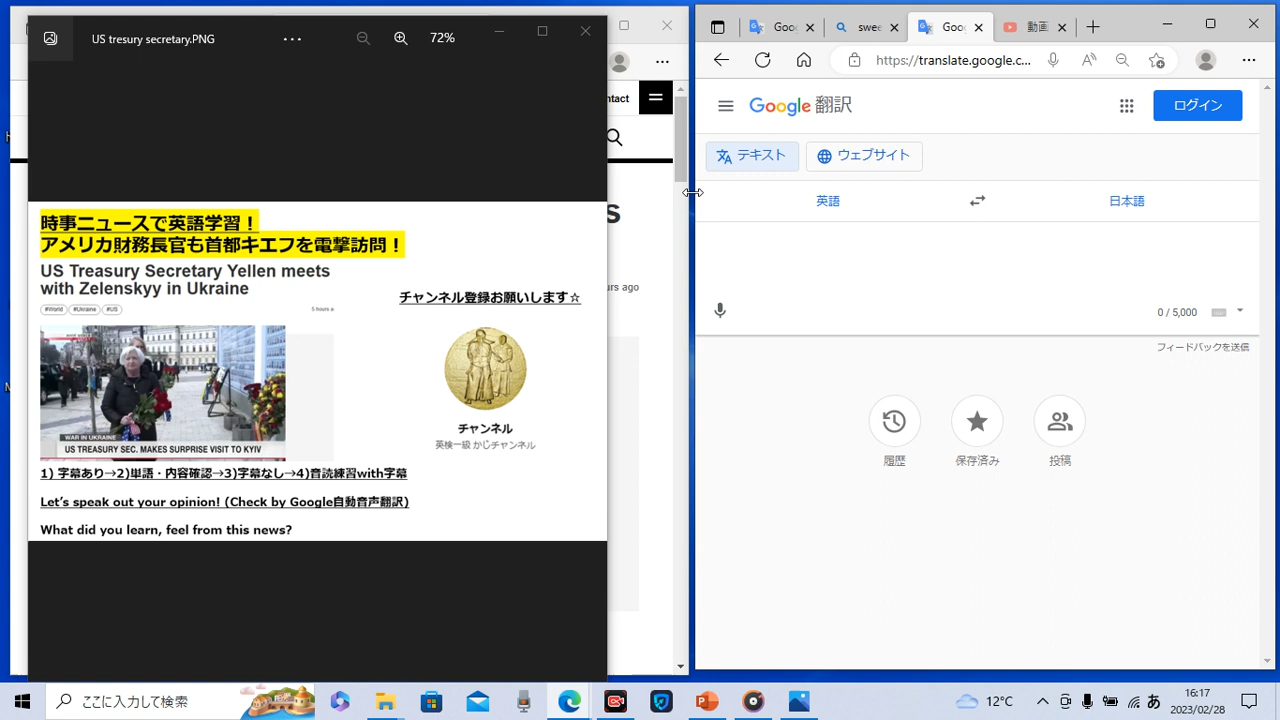 US tresury secretary.PNG
72%
時事ニュースで英語学習！
アメリカ財務長官も首都キエフを電撃訪問！
US Treasury Secretary Yellen meets
with Zelenskyy in Ukraine
#World #Ukraine #US
5 hours a
チャンネル登録お願いします☆
チャンネル
英検一級 かじチャンネル
WAR IN UKRAINE
US TREASURY SEC. MAKES SURPRISE VISIT TO KYIV
1) 字幕あり→2)単語・内容確認→3)字幕なし→4)音読練習with字幕
Let's speak out your opinion! (Check by Google自動音声翻訳)
What did you learn, feel from this news?
ntact
S
urs ago
Goo
swee
Goo
動画
https://translate.google.c...
Google 翻訳
ログイン
テキスト
ウェブサイト
英語
日本語
0 / 5,000
フィードバックを送信
履歴
保存済み
投稿
ここに入力して検索
12°C
あ
16:17
2023/02/28